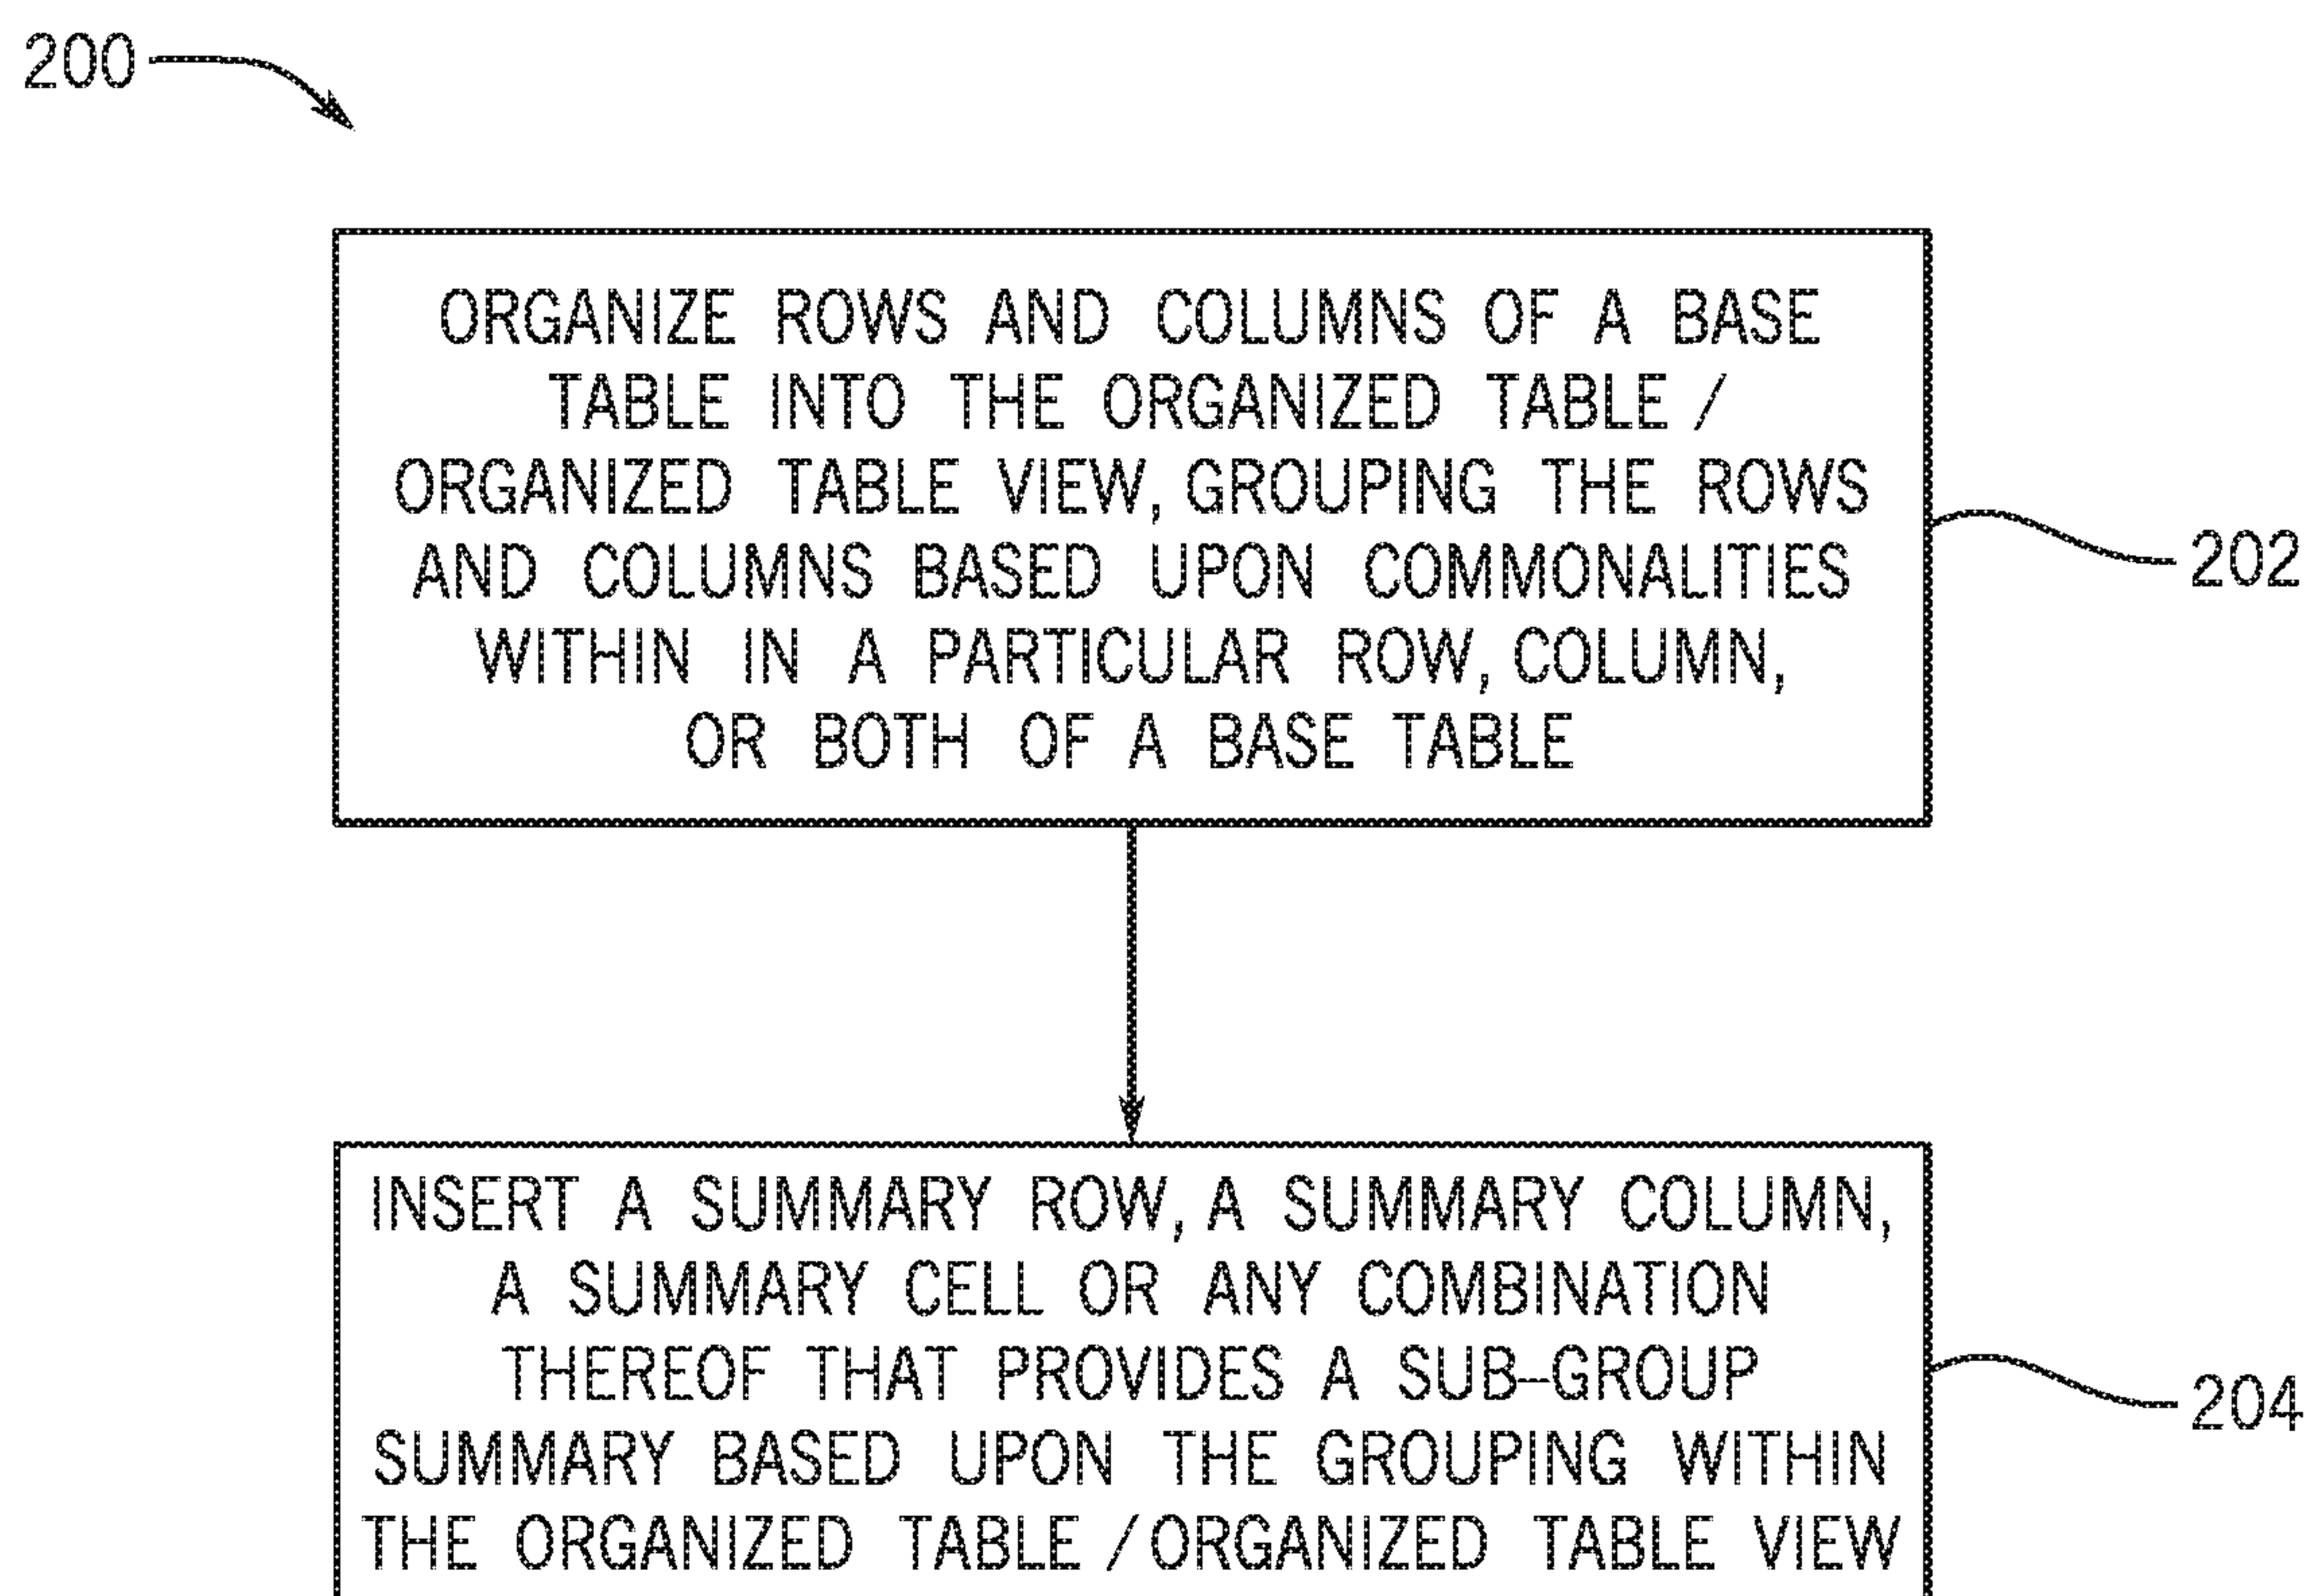 200
ORGANIZE ROWS AND COLUMNS OF A BASE
TABLE INTO THE ORGANIZED TABLE /
ORGANIZED TABLE VIEW, GROUPING THE ROWS
AND COLUMNS BASED UPON COMMONALITIES
WITHIN IN A PARTICULAR ROW, COLUMN,
OR BOTH OF A BASE TABLE
202
INSERT A SUMMARY ROW, A SUMMARY COLUMN,
A SUMMARY CELL OR ANY COMBINATION
THEREOF THAT PROVIDES A SUB-GROUP
SUMMARY BASED UPON THE GROUPING WITHIN
THE ORGANIZED TABLE / ORGANIZED TABLE VIEW
204